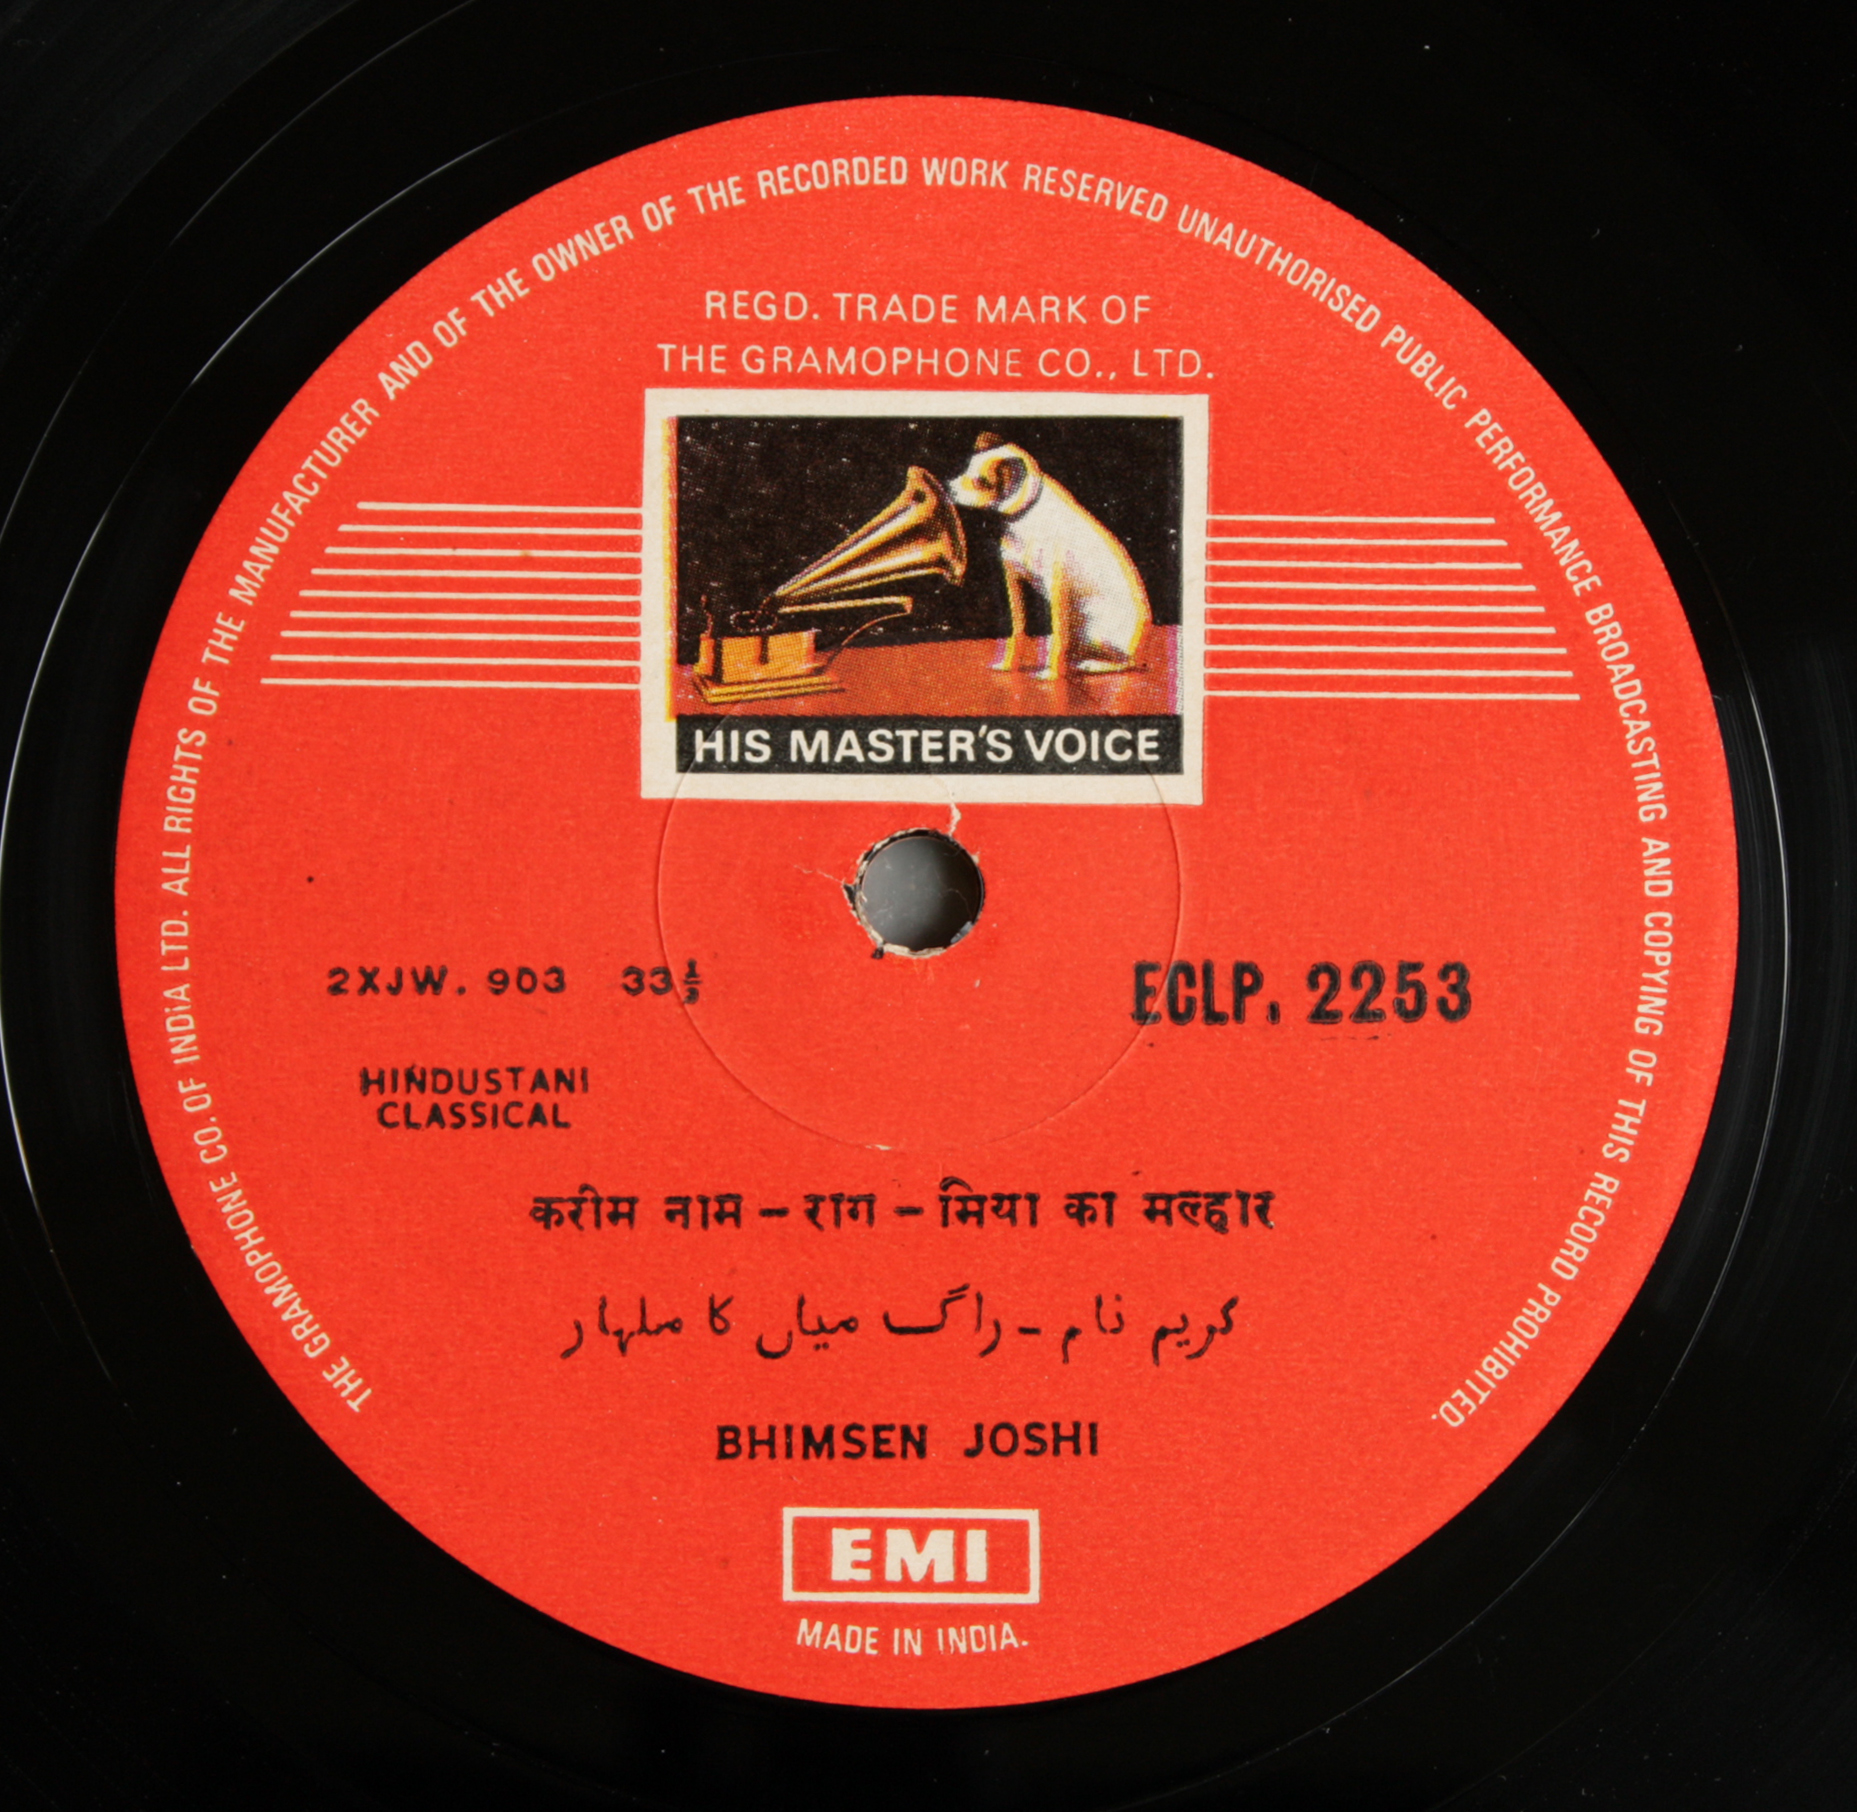 THE GRAMOPHONE CO. OF INDiA LTD. ALL RIGHTS OF THE MANUFACTURER AND OF THE OWNER OF THE RECORDED WORK RESERVED UNAUTHORISED PUBLIC PERFORMANCE BROADCASTING AND COPYING OF THIS RECORD PROHIBITED.
REGD. TRADE MARK OF
THE GRAMOPHONE CO., LTD.
HIS MASTER'S VOICE
2XJW. 903 33⅓ ECLP. 2253
HINDUSTANI
CLASSICAL
करीम नाम – राग – मिया का मल्हार
کریم نام - راگ میاں کا ملہار
BHIMSEN JOSHI
EMI
MADE IN INDIA.